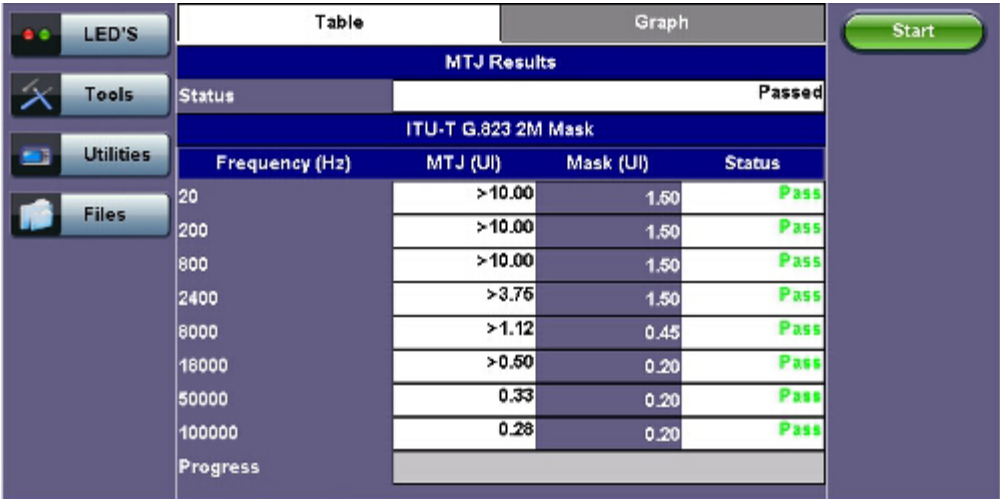 LED'S
Tools
Utilities
Files
Table Graph
MTJ Results
Status Passed
ITU-T G.823 2M Mask
Frequency (Hz) MTJ (UI) Mask (UI) Status
20 >10.00 1.50 Pass
200 >10.00 1.50 Pass
800 >10.00 1.50 Pass
2400 >3.75 1.50 Pass
8000 >1.12 0.45 Pass
18000 >0.50 0.20 Pass
50000 0.33 0.20 Pass
100000 0.28 0.20 Pass
Progress
Start